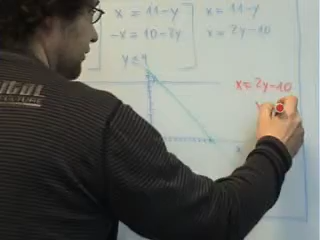 x = 11-y
x = 11-y
-x = 10-2y
x = 2y-10
y < 9
x = 2y-10
x